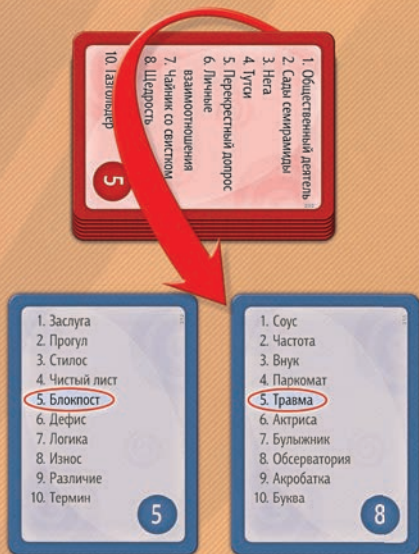 1. Общественный деятель
2. Сады семирамиды
3. Нега
4. Тутси
5. Перекрестный допрос
6. Личные
взаимоотношения
7. Чайник со свистком
8. Щедрость
10. Газгольдер
5
1. Заслуга
2. Прогул
3. Стилос
4. Чистый лист
5. Блокпост
6. Дефис
7. Логика
8. Износ
9. Различие
10. Термин
5
1. Соус
2. Частота
3. Внук
4. Паркомат
5. Травма
6. Актриса
7. Булыжник
8. Обсерватория
9. Акробатка
10. Буква
8